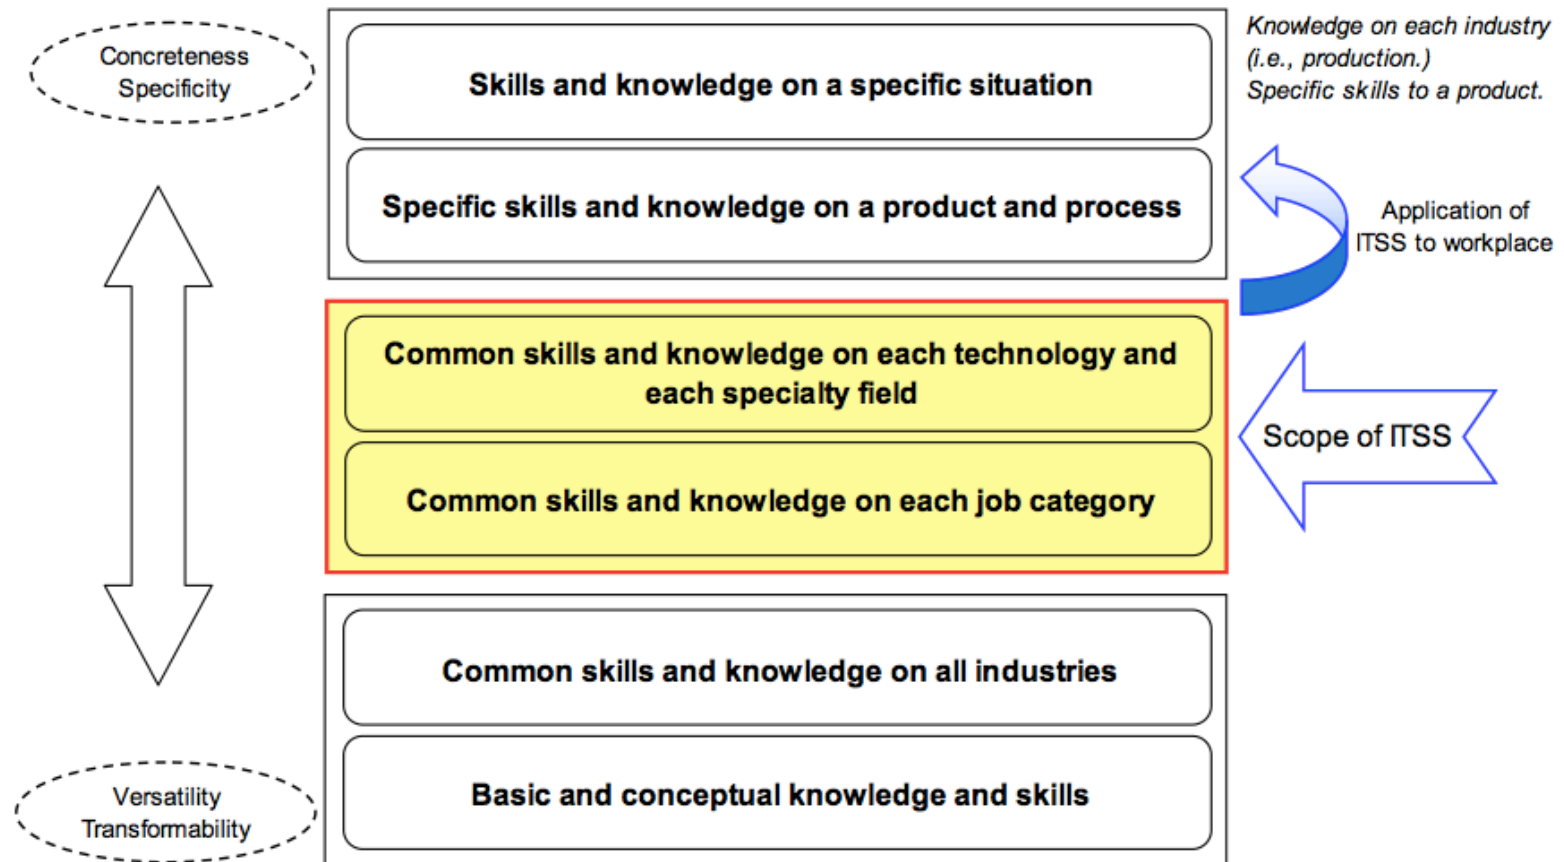 Concreteness
Specificity
Skills and knowledge on a specific situation
Knowledge on each industry
(i.e., production.)
Specific skills to a product.
Specific skills and knowledge on a product and process
Application of
ITSS to workplace
Common skills and knowledge on each technology and
each specialty field
Scope of ITSS
Common skills and knowledge on each job category
Common skills and knowledge on all industries
Basic and conceptual knowledge and skills
Versatility
Transformability